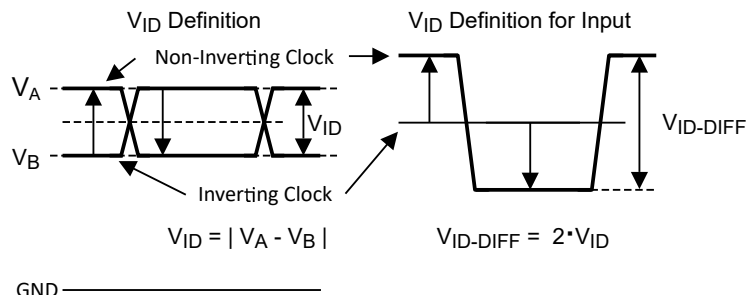 VID Definition
VID Definition for Input
Non-Inverting Clock
VA
VID
VB
VID-DIFF
Inverting Clock
VID = | VA - VB |
VID-DIFF = 2·VID
GND